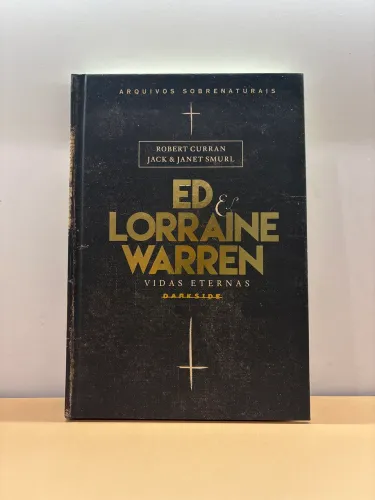 ARQUIVOS SOBRENATURAIS
ROBERT CURRAN
JACK & JANET SMURL
ED &
LORRAINE
WARREN
VIDAS ETERNAS
DARKSIDE